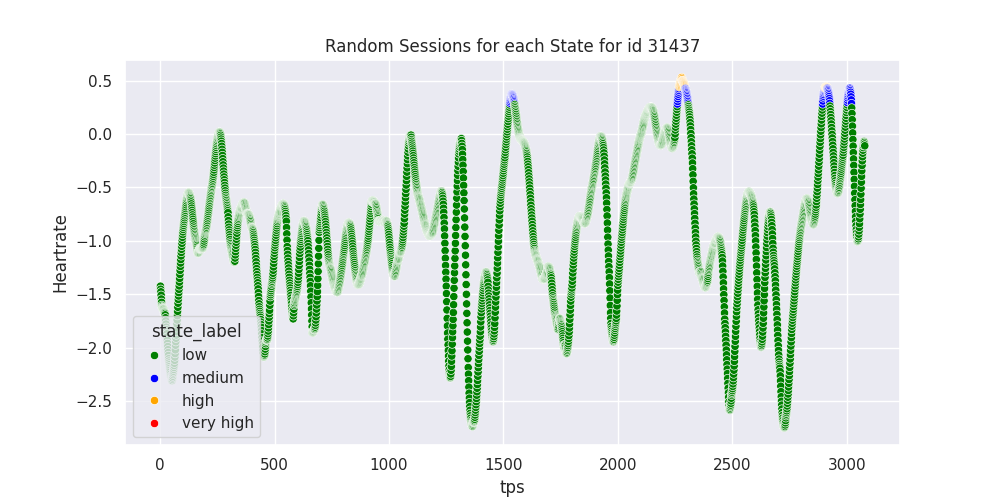 Random Sessions for each State for id 31437
0.5
0.0
−0.5
−1.0
−1.5
−2.0
−2.5
Heartrate
state_label
low
medium
high
very high
0 500 1000 1500 2000 2500 3000
tps